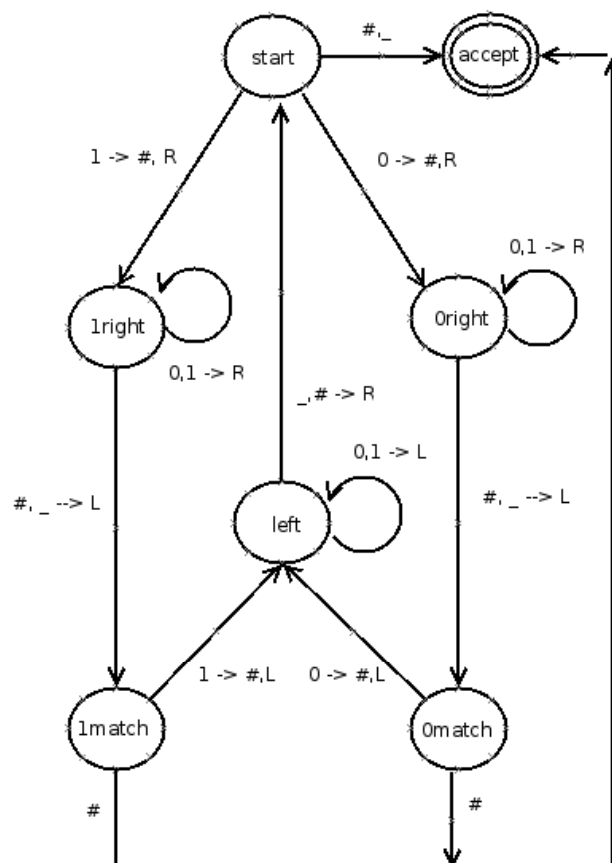 #,_
start
accept
1 -> #, R
0 -> #,R
0,1 -> R
1right
0right
0,1 -> R
_,# -> R
0,1 -> L
#, _ --> L
#, _ --> L
left
1 -> #,L
0 -> #,L
1match
0match
#
#